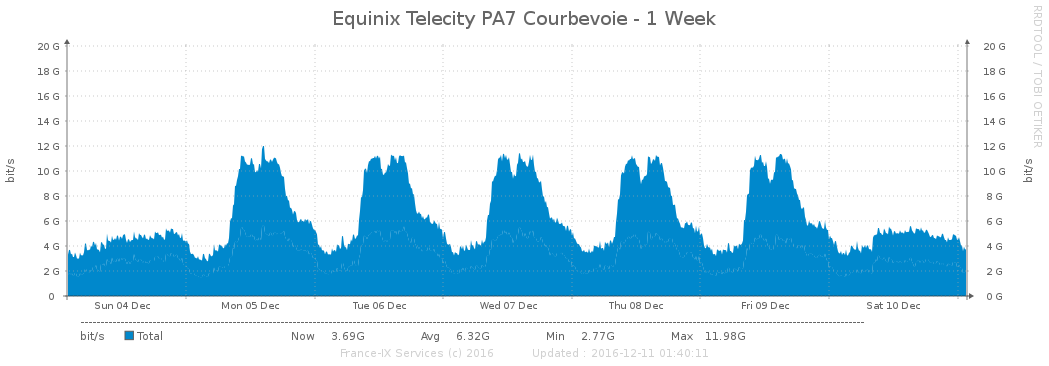 Equinix Telecity PA7 Courbevoie - 1 Week
RRDTOOL / TOBI OETIKER
bit/s
20 G
18 G
16 G
14 G
12 G
10 G
8 G
6 G
4 G
2 G
0
20 G
18 G
16 G
14 G
12 G
10 G
8 G
6 G
4 G
2 G
0 G
bit/s
Sun 04 Dec Mon 05 Dec Tue 06 Dec Wed 07 Dec Thu 08 Dec Fri 09 Dec Sat 10 Dec
bit/s Total Now 3.69G Avg 6.32G Min 2.77G Max 11.98G
France-IX Services (c) 2016 Updated : 2016-12-11 01:40:11